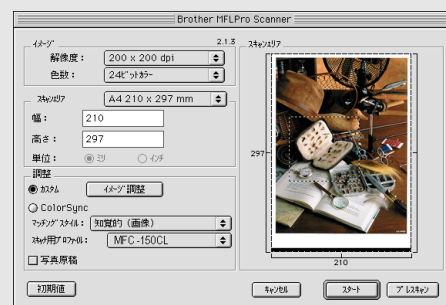 Brother MFLPro Scanner
イメージ 2.1.3
解像度： 200 x 200 dpi
色数： 24ビットカラー
スキャンエリア A4 210 x 297 mm
幅： 210
高さ： 297
単位： ミリ インチ
調整
カスタム イメージ調整
ColorSync
マッチングスタイル： 知覚的（画像）
スキャナ用プロファイル： MFC-150CL
写真原稿
初期値
スキャンエリア
297
210
キャンセル スタート プレスキャン